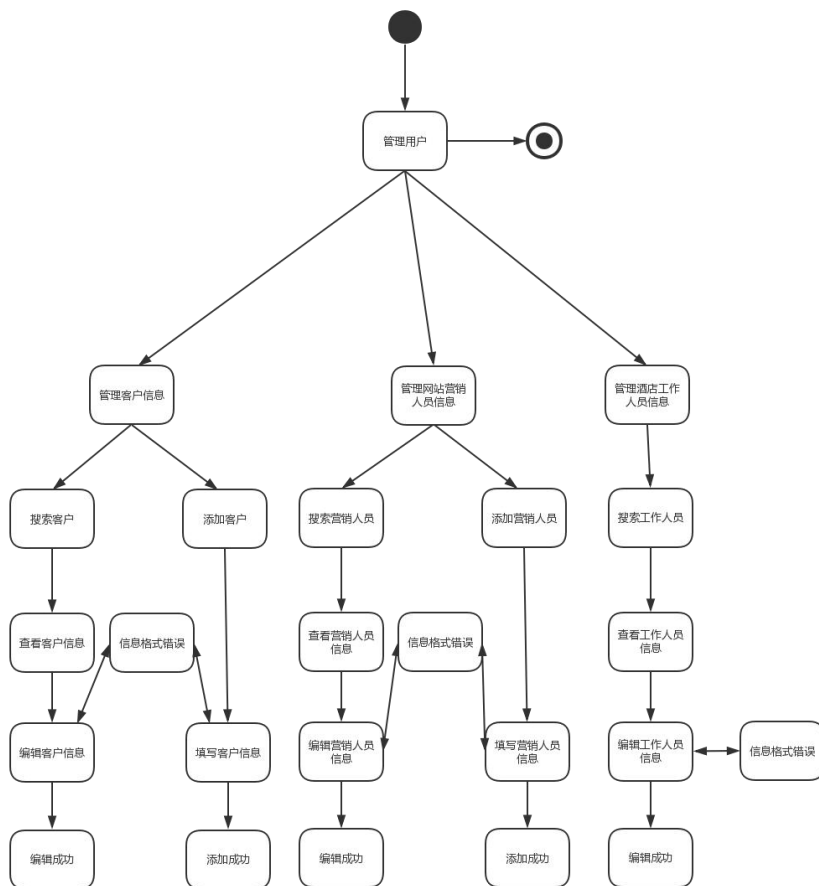 管理用户
管理客户信息
管理网站营销
人员信息
管理酒店工作
人员信息
搜索客户
添加客户
搜索营销人员
添加营销人员
搜索工作人员
查看客户信息
信息格式错误
查看营销人员
信息
信息格式错误
查看工作人员
信息
编辑客户信息
填写客户信息
编辑营销人员
信息
填写营销人员
信息
编辑工作人员
信息
信息格式错误
编辑成功
添加成功
编辑成功
添加成功
编辑成功